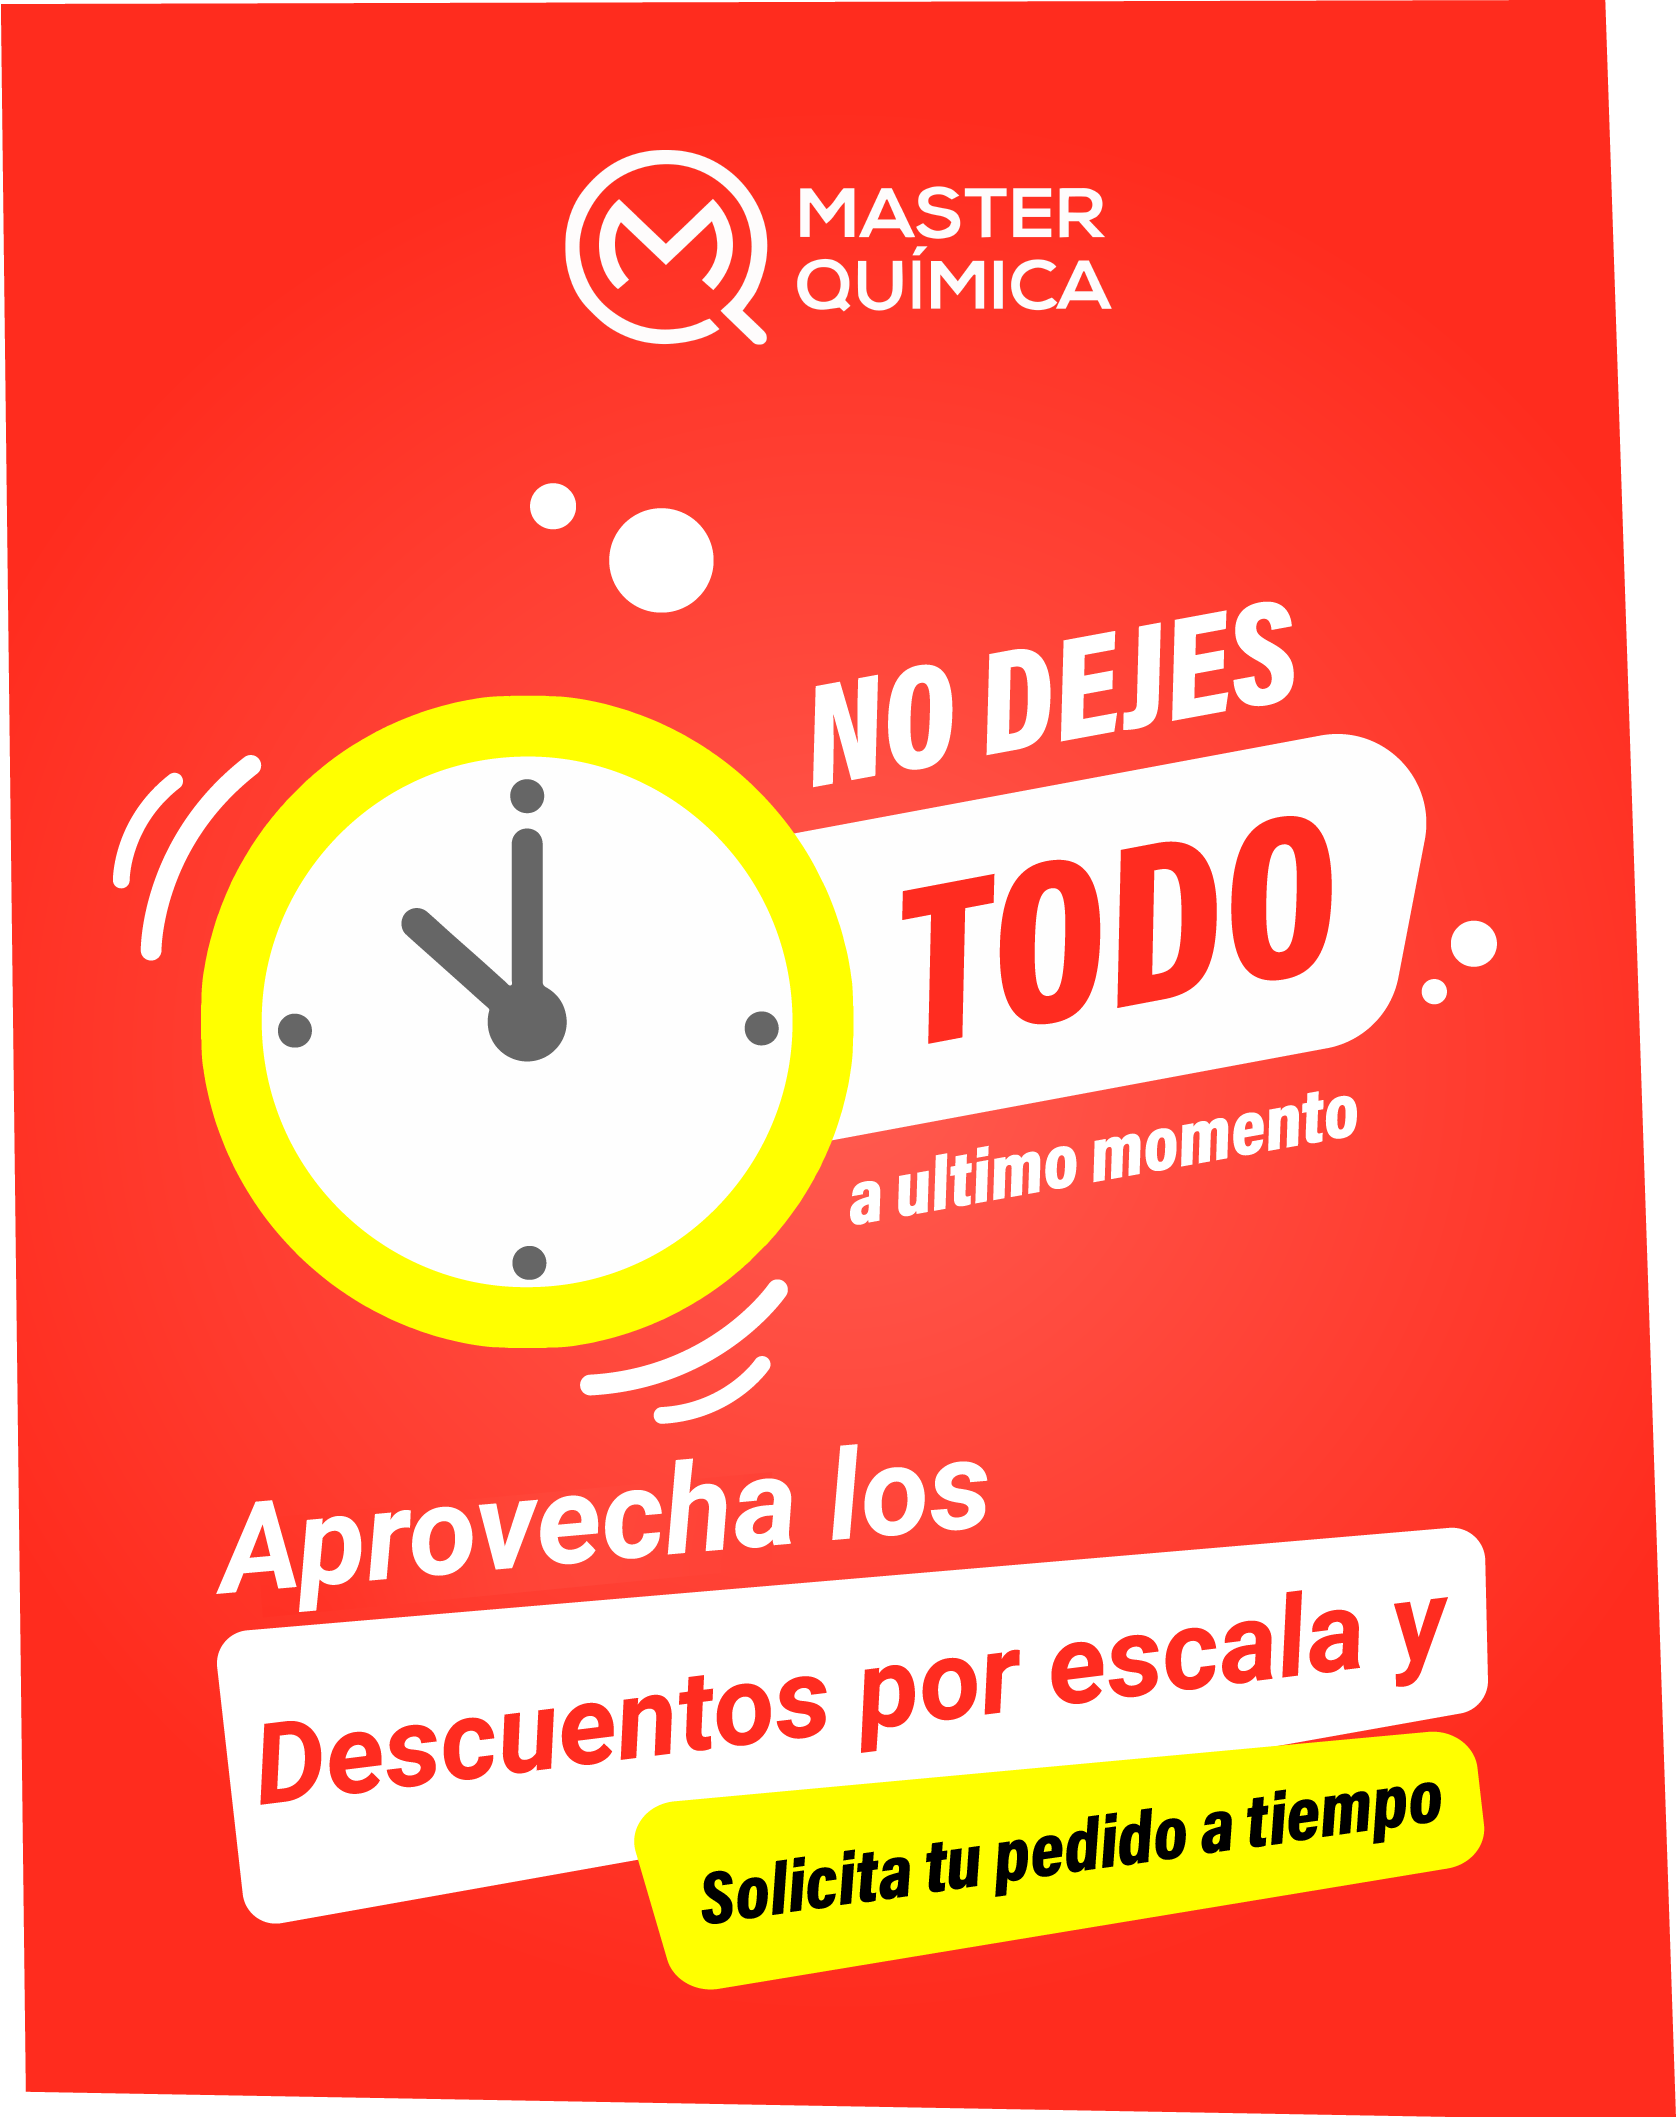 MASTER
QUÍMICA
NO DEJES
TODO
a ultimo momento
Aprovecha los
Descuentos por escala y
Solicita tu pedido a tiempo